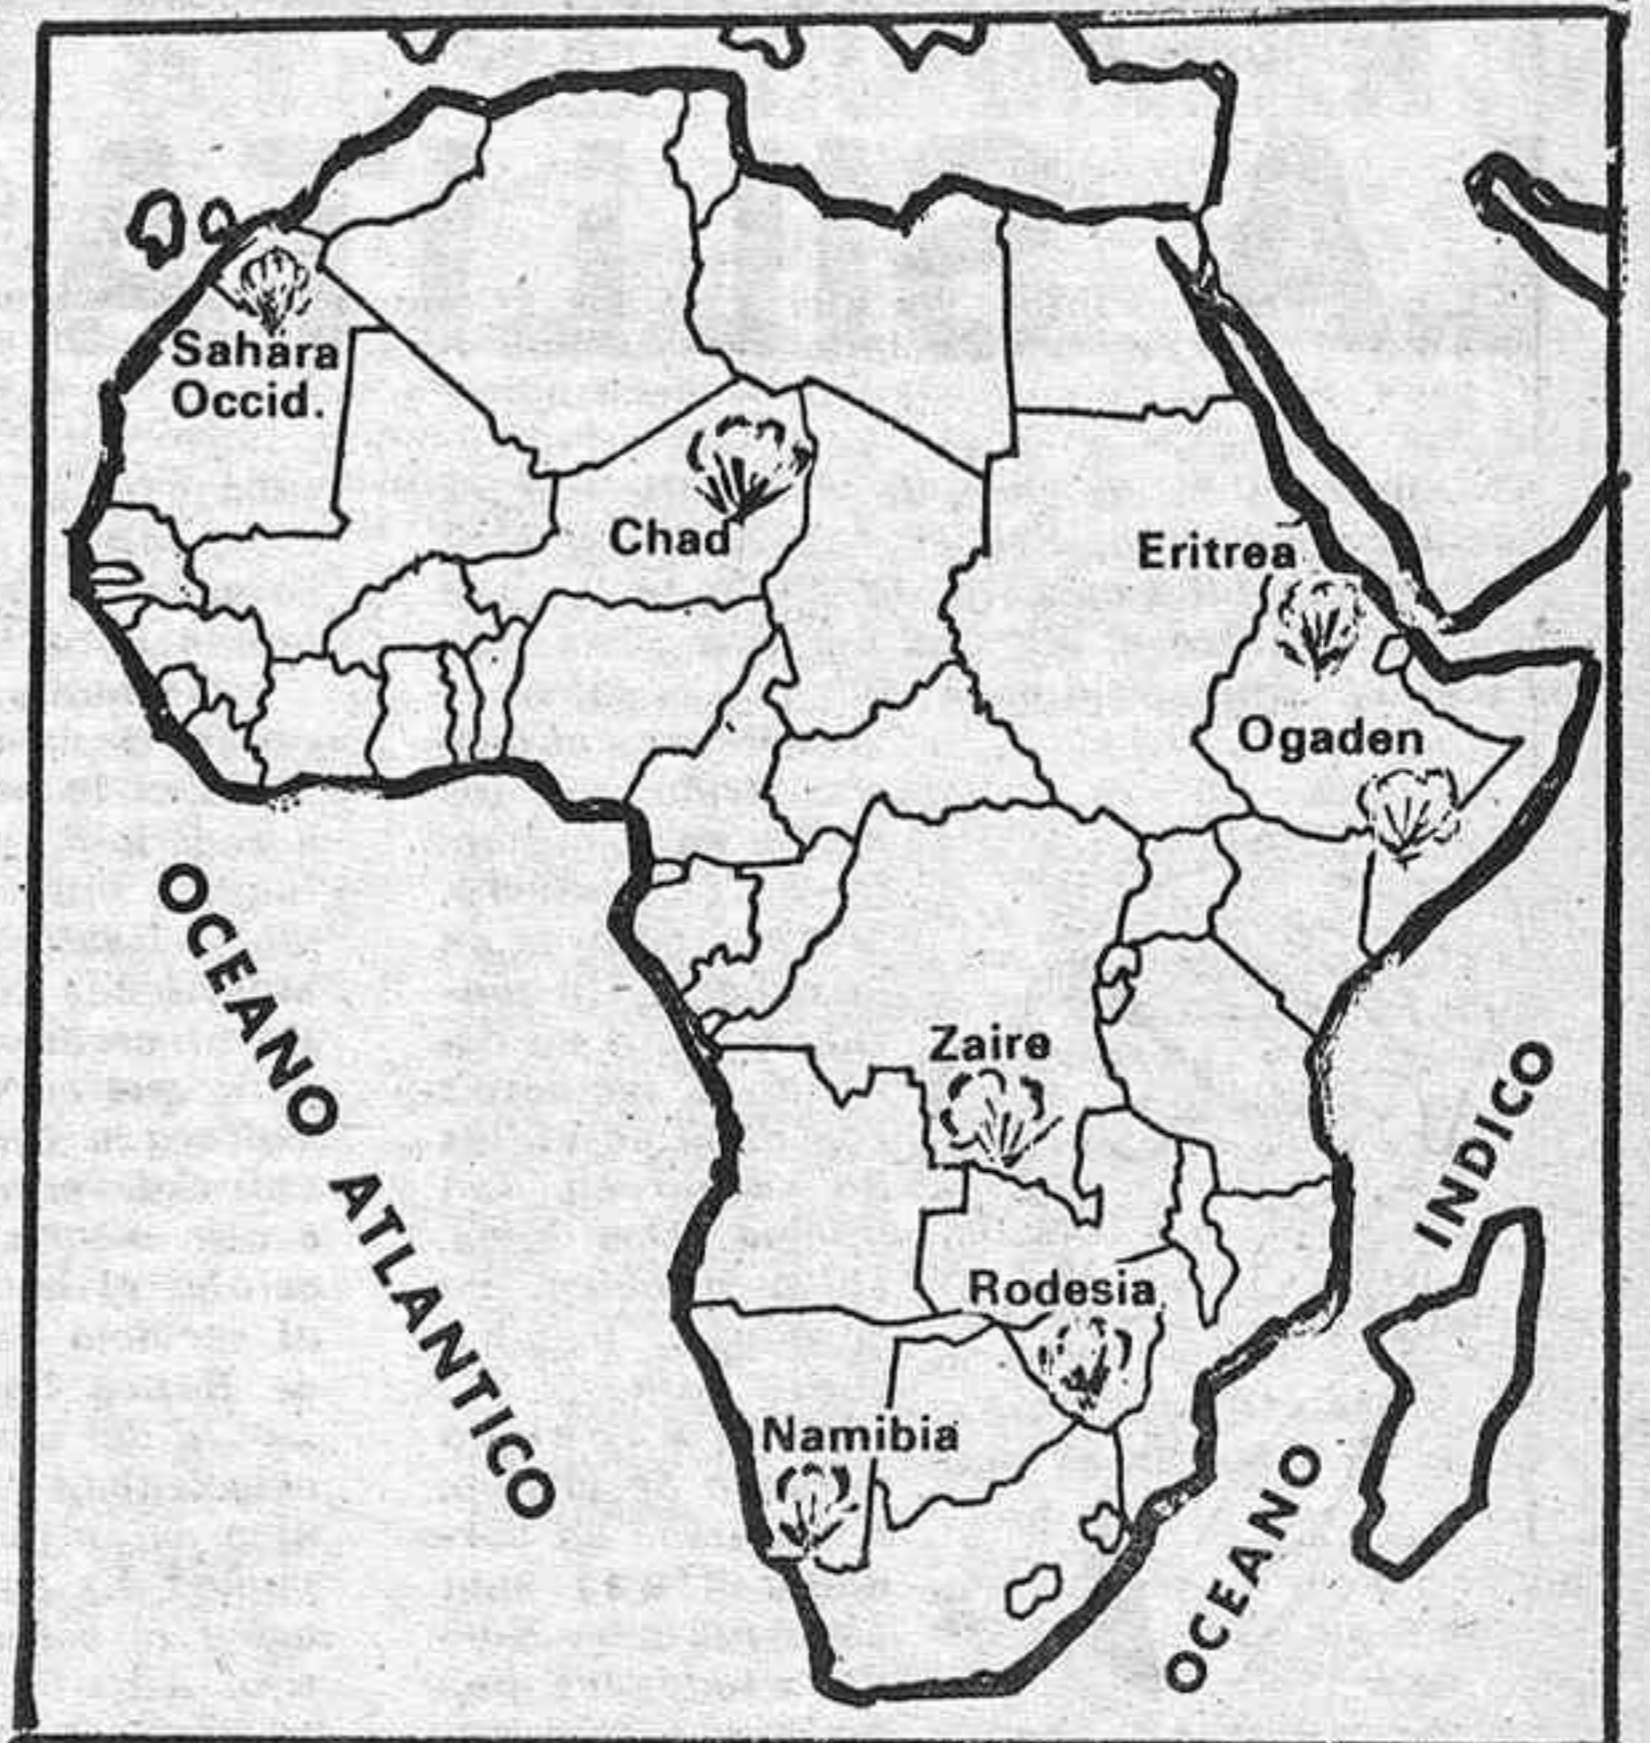 Sahara
Occid.
Chad
Eritrea
Ogaden
OCEANO ATLANTICO
Zaire
Rodesia
Namibia
OCEANO INDICO